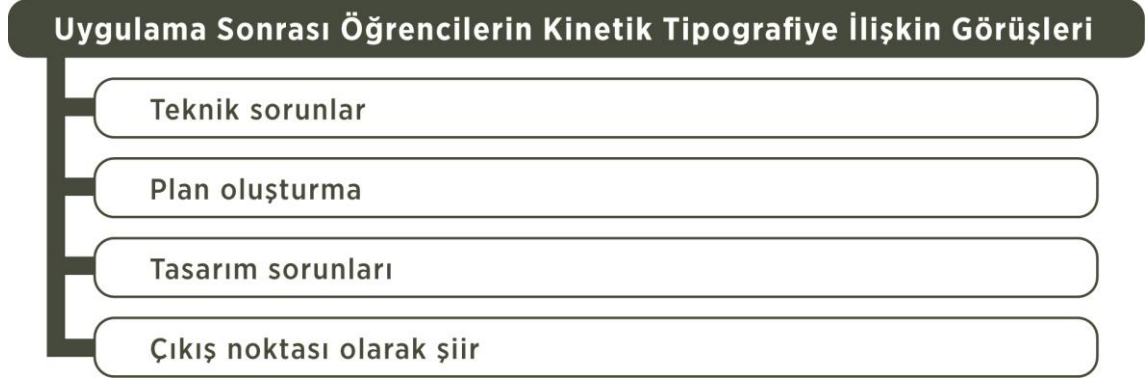 Uygulama Sonrası Öğrencilerin Kinetik Tipografiye İlişkin Görüşleri
Teknik sorunlar
Plan oluşturma
Tasarım sorunları
Çıkış noktası olarak şiir